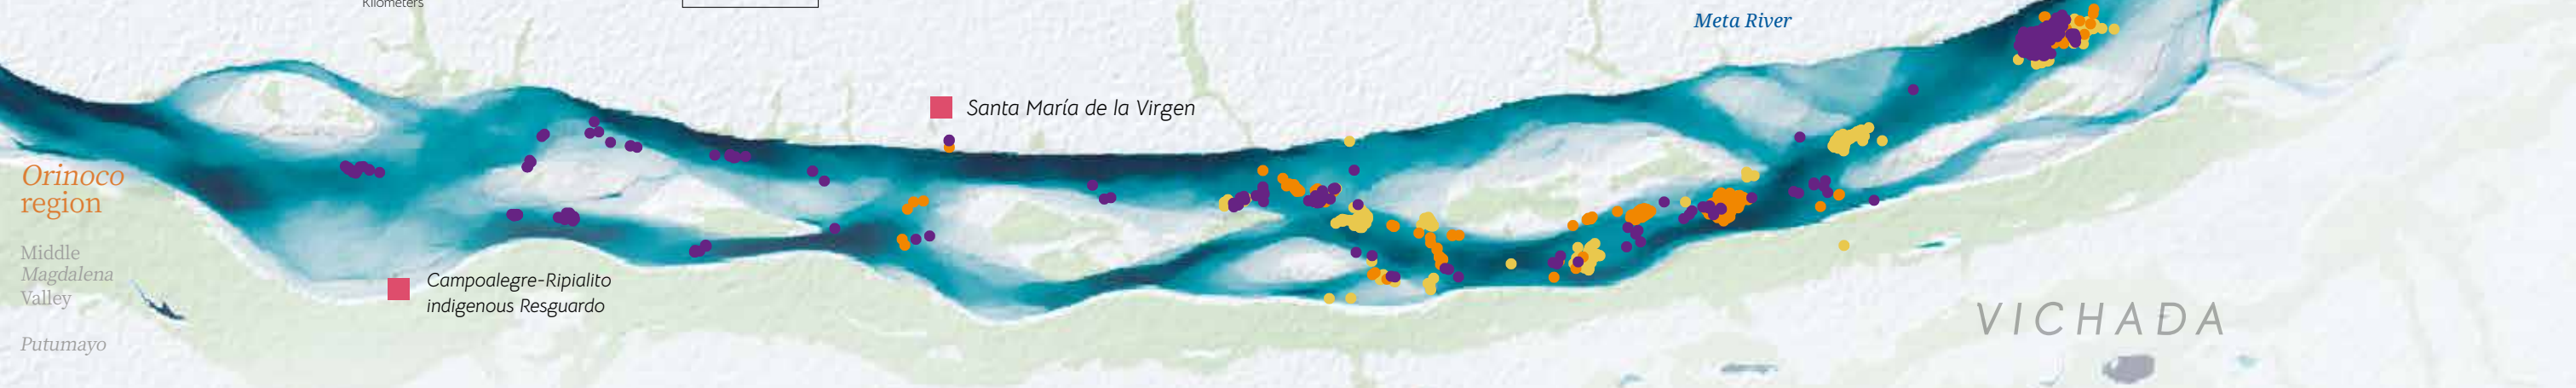 Kilometers
Meta River
Santa María de la Virgen
Orinoco
region
Middle
Magdalena
Valley
Putumayo
Campoalegre-Ripialito
indigenous Resguardo
VICHADA